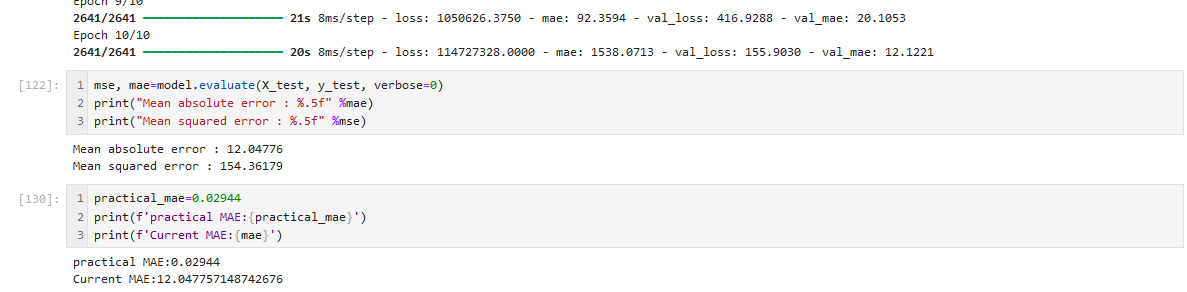 Epoch 9/10
2641/2641 ━━━━━━━━━━━━━━━━━━━━ 21s 8ms/step - loss: 1050626.3750 - mae: 92.3594 - val_loss: 416.9288 - val_mae: 20.1053
Epoch 10/10
2641/2641 ━━━━━━━━━━━━━━━━━━━━ 20s 8ms/step - loss: 114727328.0000 - mae: 1538.0713 - val_loss: 155.9030 - val_mae: 12.1221
[122]: 1 mse, mae=model.evaluate(X_test, y_test, verbose=0)
2 print("Mean absolute error : %.5f" %mae)
3 print("Mean squared error : %.5f" %mse)
Mean absolute error : 12.04776
Mean squared error : 154.36179
[130]: 1 practical_mae=0.02944
2 print(f'practical MAE:{practical_mae}')
3 print(f'Current MAE:{mae}')
practical MAE:0.02944
Current MAE:12.047757148742676